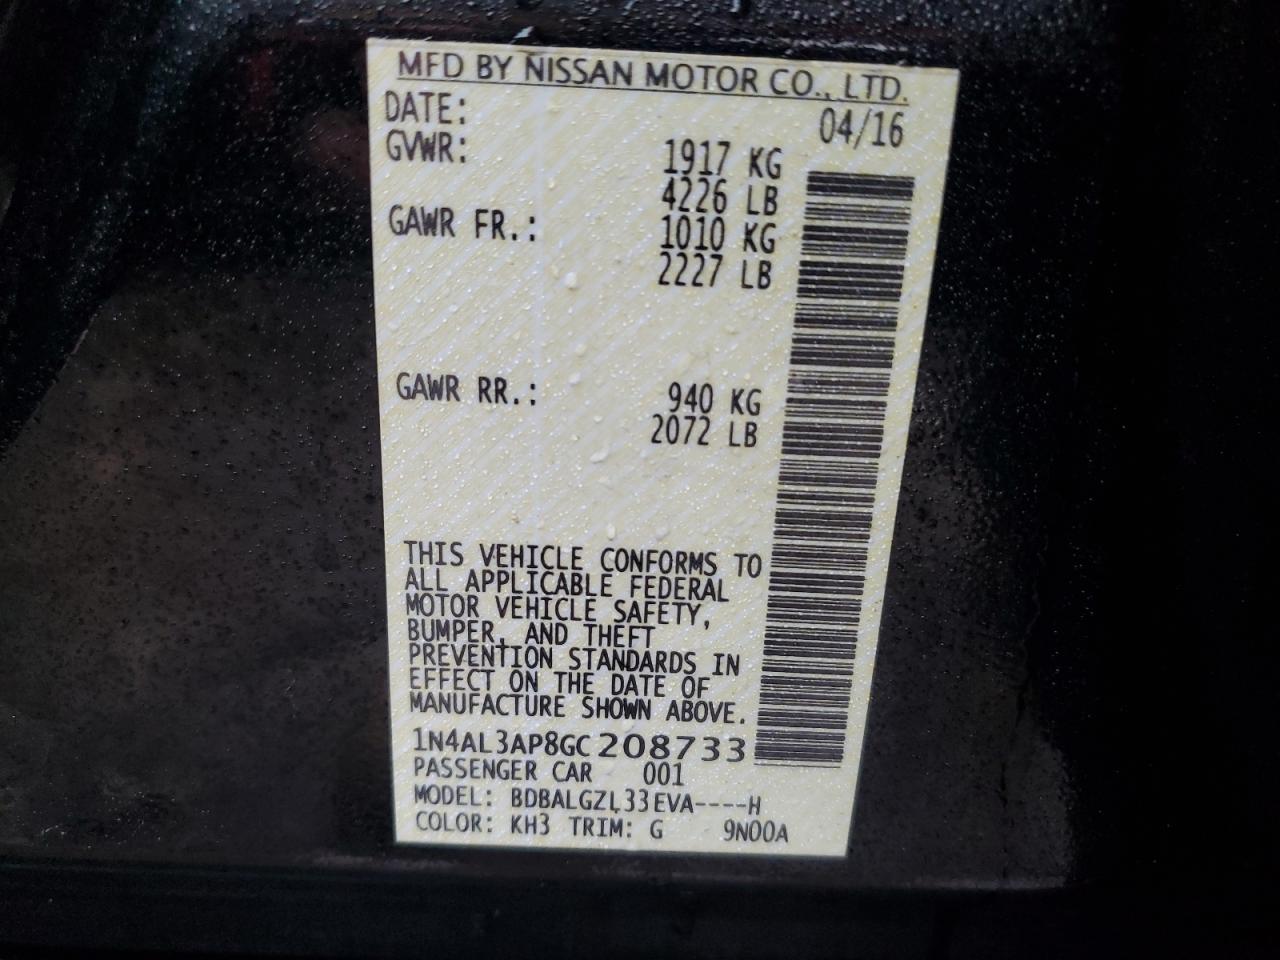 MFD BY NISSAN MOTOR CO., LTD.
DATE: 04/16
GVWR: 1917 KG
4226 LB
GAWR FR.: 1010 KG
2227 LB
GAWR RR.: 940 KG
2072 LB
THIS VEHICLE CONFORMS TO
ALL APPLICABLE FEDERAL
MOTOR VEHICLE SAFETY,
BUMPER, AND THEFT
PREVENTION STANDARDS IN
EFFECT ON THE DATE OF
MANUFACTURE SHOWN ABOVE.
1N4AL3AP8GC208733
PASSENGER CAR 001
MODEL: BDBALGZL33EVA----H
COLOR: KH3 TRIM: G 9N00A